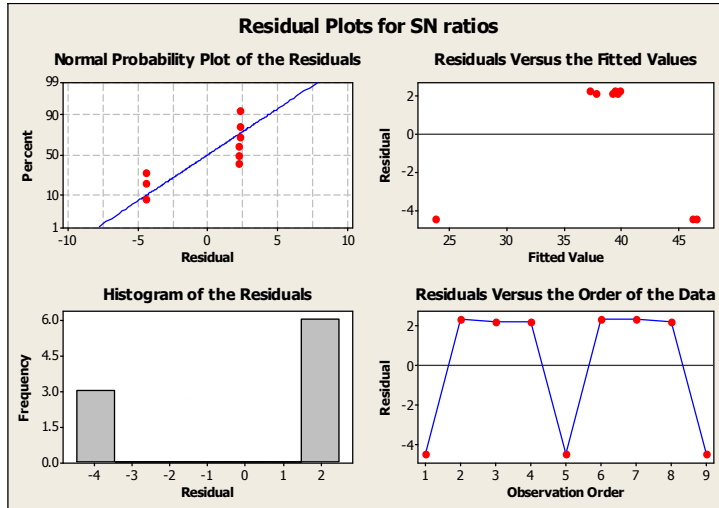 Residual Plots for SN ratios
Normal Probability Plot of the Residuals
99
90
50
10
1
Percent
-10 -5 0 5 10
Residual
Residuals Versus the Fitted Values
2
0
-2
-4
Residual
25 30 35 40 45
Fitted Value
Histogram of the Residuals
6.0
4.5
3.0
1.5
0.0
Frequency
-4 -3 -2 -1 0 1 2
Residual
Residuals Versus the Order of the Data
2
0
-2
-4
Residual
1 2 3 4 5 6 7 8 9
Observation Order